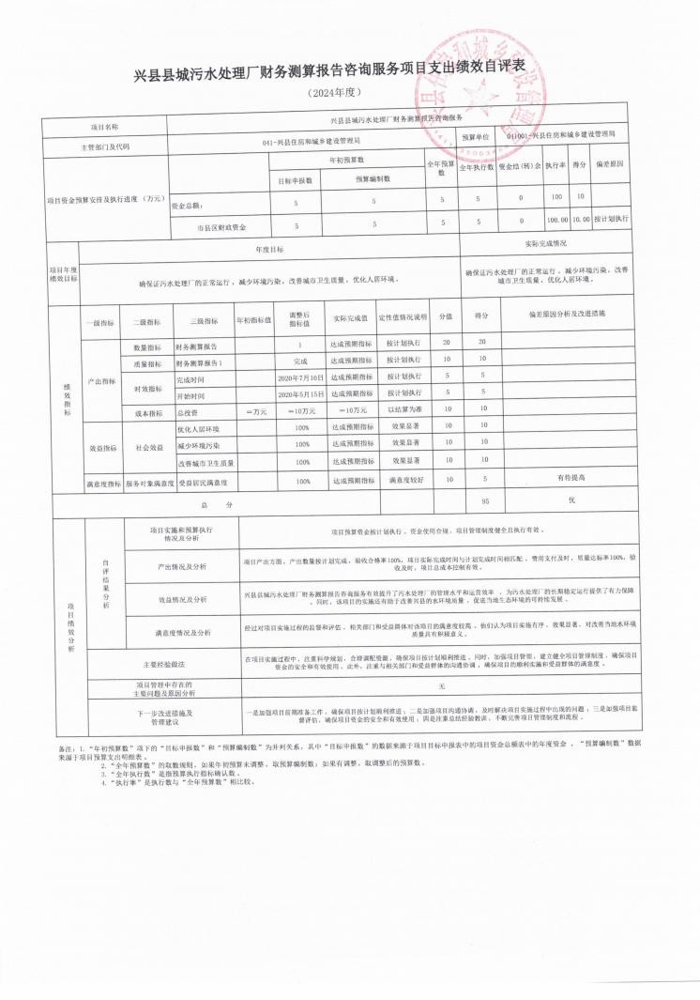 兴县县城污水处理厂财务测算报告咨询服务项目支出绩效自评表
（2024年度）
项目名称 兴县县城污水处理厂财务测算报告咨询服务
主管部门及代码 041-兴县住房和城乡建设管理局 预算单位 041001-兴县住房和城乡建设管理局
项目资金预算安排及执行进度 （万元） 年初预算数 全年预算数 全年执行数 资金结(转)余 执行率 得分 偏差原因
目标申报数 预算编制数
资金总额： 5 5 5 5 0 100 10
市县区财政资金 5 5 5 5 0 100.00 10.00 按计划执行
项目年度绩效目标 年度目标 实际完成情况
确保证污水处理厂的正常运行，减少环境污染，改善城市卫生质量，优化人居环境。 确保证污水处理厂的正常运行，减少环境污染，改善城市卫生质量，优化人居环境。
绩效指标 一级指标 二级指标 三级指标 年初指标值 调整后指标值 实际完成值 定性值情况说明 分值 得分 偏差原因分析及改进措施
产出指标 数量指标 财务测算报告 1 达成预期指标 按计划执行 20 20
质量指标 财务测算报告1 完成 达成预期指标 按计划执行 10 10
时效指标 完成时间 2020年7月10日 达成预期指标 按计划执行 5 5
开始时间 2020年5月15日 达成预期指标 按计划执行 5 5
成本指标 总投资 ＝万元 ＝10万元 ＝10万元 以结算为准 10 10
效益指标 社会效益 优化人居环境 100% 达成预期指标 效果显著 10 10
减少环境污染 100% 达成预期指标 效果显著 10 10
改善城市卫生质量 100% 达成预期指标 效果显著 10 10
满意度指标 服务对象满意度 受益居民满意度 100% 达成预期指标 满意度较好 10 5 有待提高
总 分 95 优
项目绩效分析 自评结果分析 项目实施和预算执行情况及分析 项目预算资金按计划执行，资金使用合规，项目管理制度健全且执行有效。
产出情况及分析 项目产出方面，产出数量按计划完成，验收合格率100%，项目实际完成时间与计划完成时间相匹配，费用支付及时，质量达标率100%，验收及时，项目总成本控制有效。
效益情况及分析 兴县县城污水处理厂财务测算报告咨询服务有效提升了污水处理厂的管理水平和运营效率，为污水处理厂的长期稳定运行提供了有力保障。同时，该项目的实施还有助于改善兴县的水环境质量，促进当地生态环境的可持续发展。
满意度情况及分析 经过对项目实施过程的监督和评估，相关部门和受益群体对该项目的满意度较高，他们认为项目实施有序，效果显著，对改善当地水环境质量具有积极意义。
主要经验做法 在项目实施过程中，注重科学规划，合理调配资源，确保项目按计划顺利推进。同时，加强项目管理，建立健全项目管理制度，确保项目资金的安全和有效使用。此外，注重与相关部门和受益群体的沟通协调，确保项目的顺利实施和受益群体的满意度。
项目管理中存在的主要问题及原因分析 无
下一步改进措施及管理建议 一是加强项目前期准备工作，确保项目按计划顺利推进；二是加强项目沟通协调，及时解决项目实施过程中出现的问题；三是加强项目监督评估，确保项目资金的安全和有效使用；四是注重总结经验教训，不断完善项目管理制度和流程。
备注：1.“年初预算数”项下的“目标申报数”和“预算编制数”为并列关系，其中“目标申报数”的数据来源于项目目标申报表中的项目资金总额表中的年度资金，“预算编制数”数据
来源于项目预算支出明细表。
2.“全年预算数”的取数规则，如果年初预算未调整，取预算编制数；如果有调整，取调整后的预算数。
3.“全年执行数”是指预算执行指标确认数。
4.“执行率”是执行数与“全年预算数”相比较。